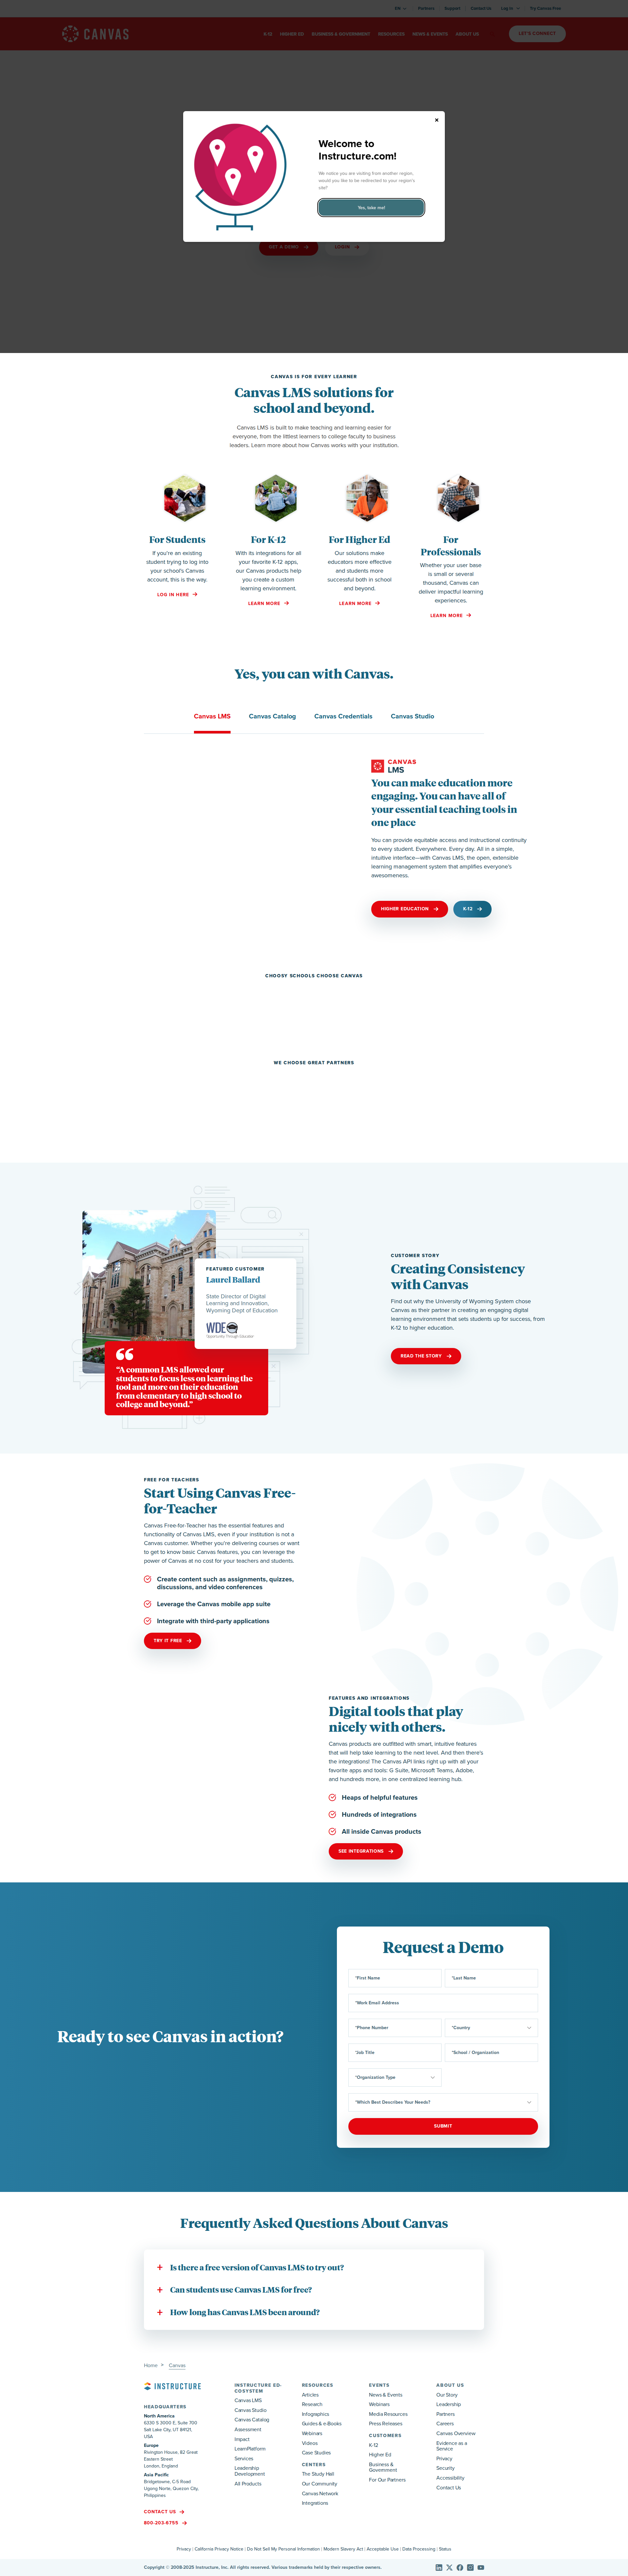 EN
Partners
Support
Contact Us
Log In
Try Canvas Free
CANVAS
K-12
HIGHER ED
BUSINESS & GOVERNMENT
RESOURCES
NEWS & EVENTS
ABOUT US
LET'S CONNECT
×
Welcome to
Instructure.com!
We notice you are visiting from another region,
would you like to be redirected to your region's
site?
Yes, take me!
GET A DEMO
LOGIN
CANVAS IS FOR EVERY LEARNER
Canvas LMS solutions for
school and beyond.
Canvas LMS is built to make teaching and learning easier for
everyone, from the littlest learners to college faculty to business
leaders. Learn more about how Canvas works with your institution.
For Students
If you're an existing
student trying to log into
your school's Canvas
account, this is the way.
LOG IN HERE
For K-12
With its integrations for all
your favorite K-12 apps,
our Canvas products help
you create a custom
learning environment.
LEARN MORE
For Higher Ed
Our solutions make
educators more effective
and students more
successful both in school
and beyond.
LEARN MORE
For
Professionals
Whether your user base
is small or several
thousand, Canvas can
deliver impactful learning
experiences.
LEARN MORE
Yes, you can with Canvas.
Canvas LMS
Canvas Catalog
Canvas Credentials
Canvas Studio
CANVAS
LMS
You can make education more
engaging. You can have all of
your essential teaching tools in
one place
You can provide equitable access and instructional continuity
to every student. Everywhere. Every day. All in a simple,
intuitive interface—with Canvas LMS, the open, extensible
learning management system that amplifies everyone's
awesomeness.
HIGHER EDUCATION
K-12
CHOOSY SCHOOLS CHOOSE CANVAS
WE CHOOSE GREAT PARTNERS
FEATURED CUSTOMER
Laurel Ballard
State Director of Digital
Learning and Innovation,
Wyoming Dept of Education
WDE
"A common LMS allowed our
students to focus less on learning the
tool and more on their education
from elementary to high school to
college and beyond."
CUSTOMER STORY
Creating Consistency
with Canvas
Find out why the University of Wyoming System chose
Canvas as their partner in creating an engaging digital
learning environment that sets students up for success, from
K-12 to higher education.
READ THE STORY
FREE FOR TEACHERS
Start Using Canvas Free-
for-Teacher
Canvas Free-for-Teacher has the essential features and
functionality of Canvas LMS, even if your institution is not a
Canvas customer. Whether you're delivering courses or want
to get to know basic Canvas features, you can leverage the
power of Canvas at no cost for your teachers and students.
Create content such as assignments, quizzes,
discussions, and video conferences
Leverage the Canvas mobile app suite
Integrate with third-party applications
TRY IT FREE
FEATURES AND INTEGRATIONS
Digital tools that play
nicely with others.
Canvas products are outfitted with smart, intuitive features
that will help take learning to the next level. And then there's
the integrations! The Canvas API links right up with all your
favorite apps and tools: G Suite, Microsoft Teams, Adobe,
and hundreds more, in one centralized learning hub.
Heaps of helpful features
Hundreds of integrations
All inside Canvas products
SEE INTEGRATIONS
Ready to see Canvas in action?
Request a Demo
*First Name
*Last Name
*Work Email Address
*Phone Number
*Country
*Job Title
*School / Organization
*Organization Type
*Which Best Describes Your Needs?
SUBMIT
Frequently Asked Questions About Canvas
Is there a free version of Canvas LMS to try out?
Can students use Canvas LMS for free?
How long has Canvas LMS been around?
Home > Canvas
INSTRUCTURE
HEADQUARTERS
North America
6330 S 3000 E, Suite 700
Salt Lake City, UT 84121,
USA
Europe
Rivington House, 82 Great
Eastern Street
London, England
Asia Pacific
Bridgetowne, C-5 Road
Ugong Norte, Quezon City,
Philippines
CONTACT US
800-203-6755
INSTRUCTURE ED-
COSYSTEM
Canvas LMS
Canvas Studio
Canvas Catalog
Assessment
Impact
LearnPlatform
Services
Leadership
Development
All Products
RESOURCES
Articles
Research
Infographics
Guides & e-Books
Webinars
Videos
Case Studies
CENTERS
The Study Hall
Our Community
Canvas Network
Integrations
EVENTS
News & Events
Webinars
Media Resources
Press Releases
CUSTOMERS
K-12
Higher Ed
Business &
Government
For Our Partners
ABOUT US
Our Story
Leadership
Partners
Careers
Canvas Overview
Evidence as a
Service
Privacy
Security
Accessibility
Contact Us
Privacy | California Privacy Notice | Do Not Sell My Personal Information | Modern Slavery Act | Acceptable Use | Data Processing | Status
Copyright © 2008-2025 Instructure, Inc. All rights reserved. Various trademarks held by their respective owners.